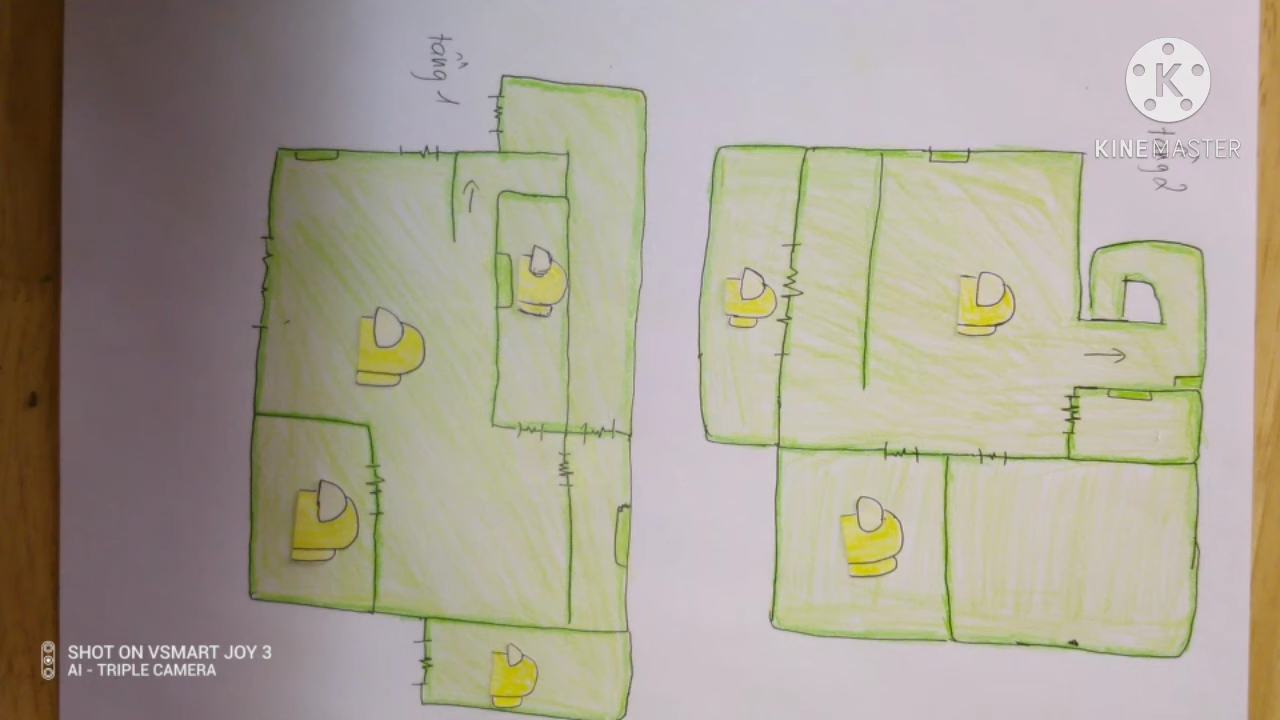 tầng 1
tầng 2
K
KINEMASTER
SHOT ON VSMART JOY 3
AI - TRIPLE CAMERA